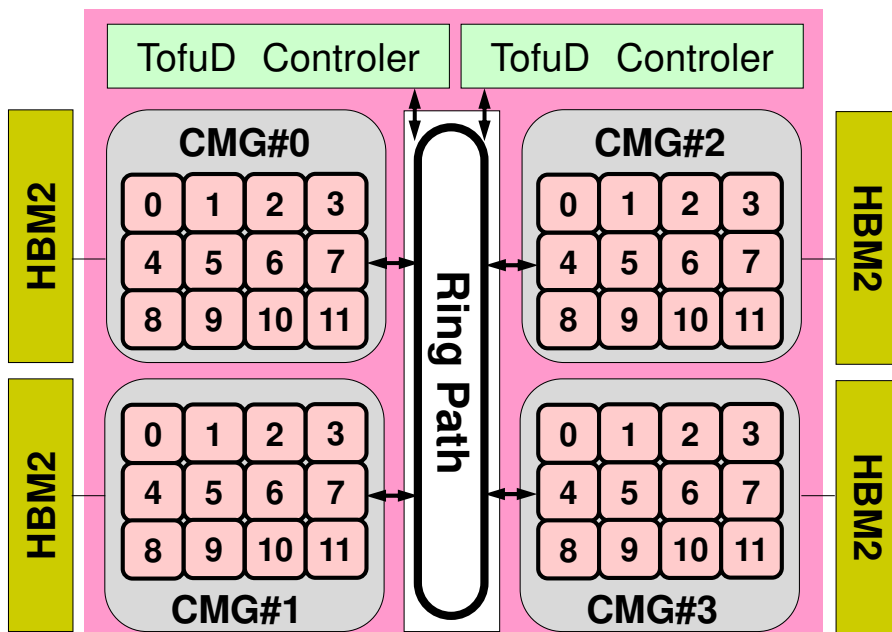 TofuD Controler
TofuD Controler
HBM2
CMG#0
0 1 2 3
4 5 6 7
8 9 10 11
Ring Path
CMG#2
0 1 2 3
4 5 6 7
8 9 10 11
HBM2
HBM2
0 1 2 3
4 5 6 7
8 9 10 11
CMG#1
0 1 2 3
4 5 6 7
8 9 10 11
CMG#3
HBM2